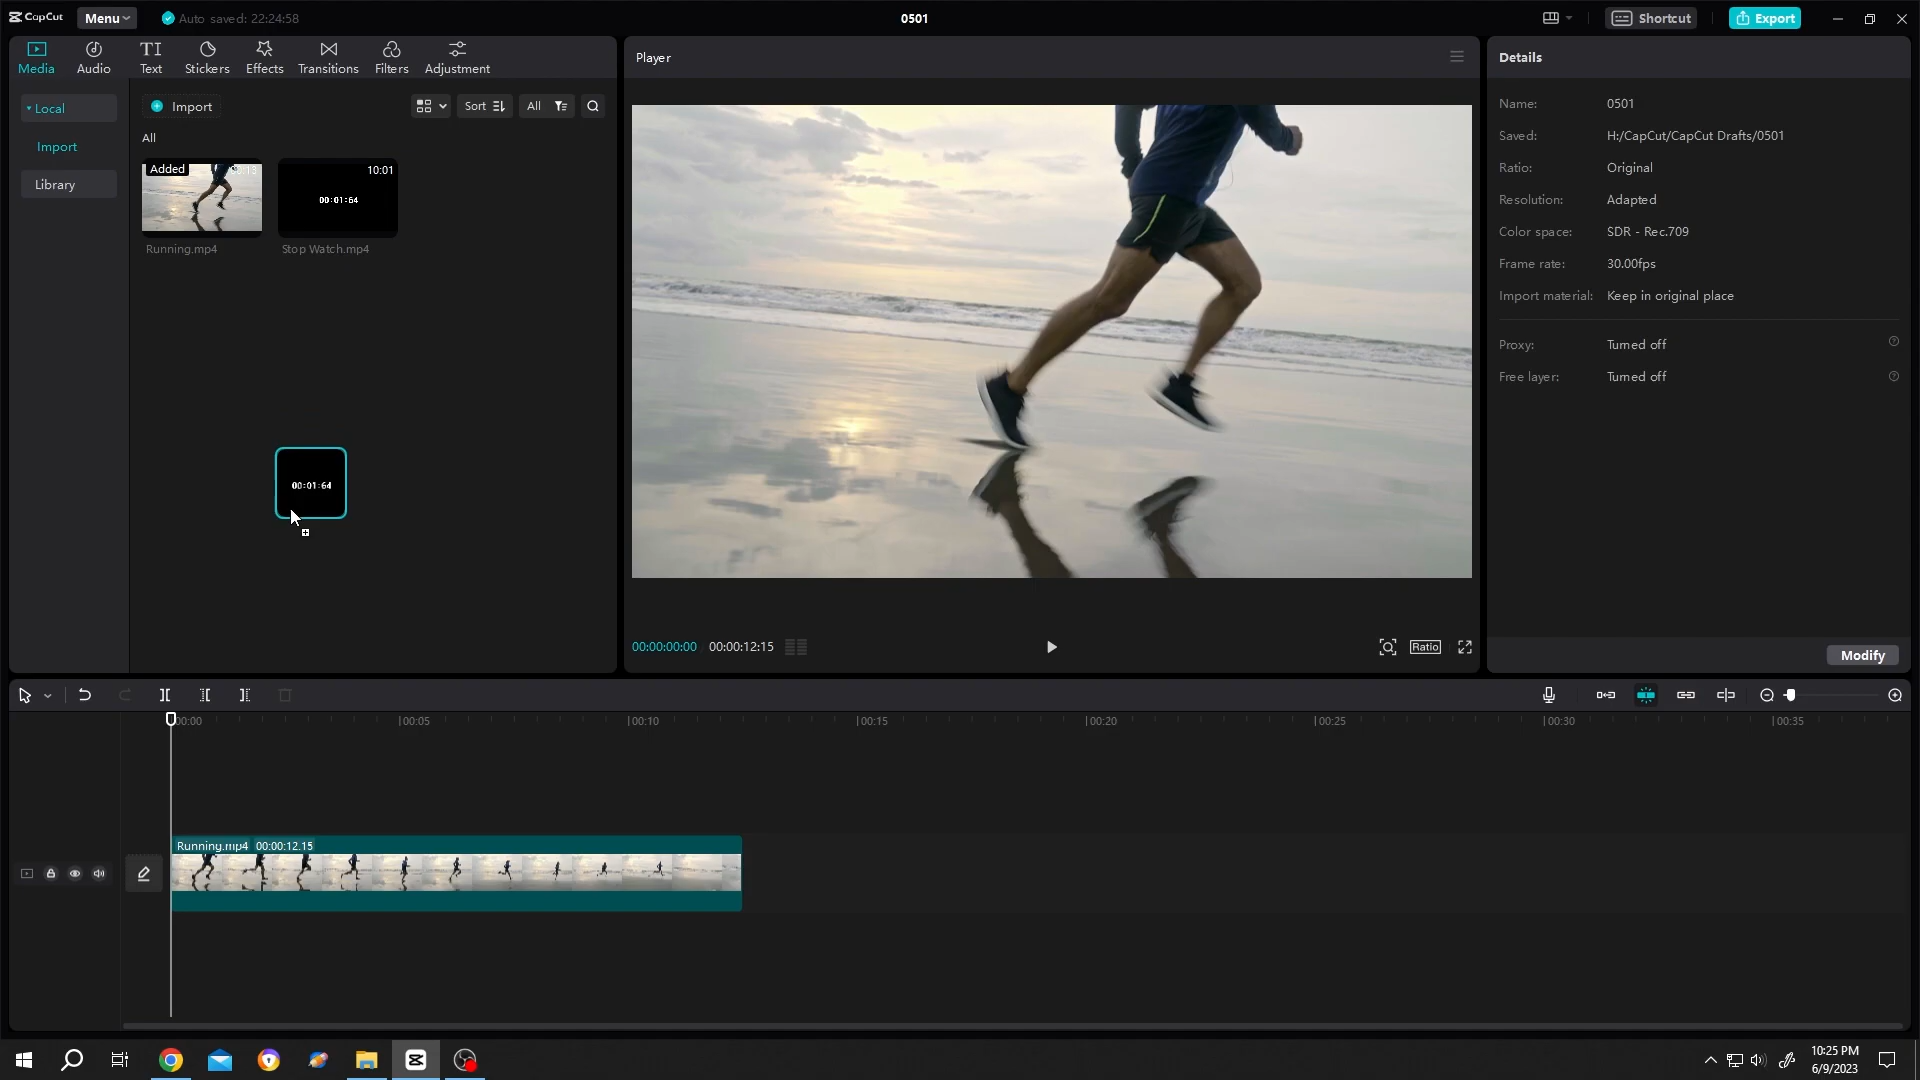 CapCut
Menu
Auto saved: 22:24:58
0501
Shortcut
Export
Media
Audio
TI
Text
Stickers
Effects
Transitions
Filters
Adjustment
Local
Import
Library
Import
Sort
All
All
Added
Running.mp4
10:01
00:01:64
Stop Watch.mp4
00:01:64
Player
00:00:00:00
00:00:12:15
Ratio
Details
Name:
0501
Saved:
H:/CapCut/CapCut Drafts/0501
Ratio:
Original
Resolution:
Adapted
Color space:
SDR - Rec.709
Frame rate:
30.00fps
Import material:
Keep in original place
Proxy:
Turned off
Free layer:
Turned off
Modify
00:00
00:05
00:10
00:15
00:20
00:25
00:30
00:35
Running.mp4 00:00:12.15
10:25 PM
6/9/2023